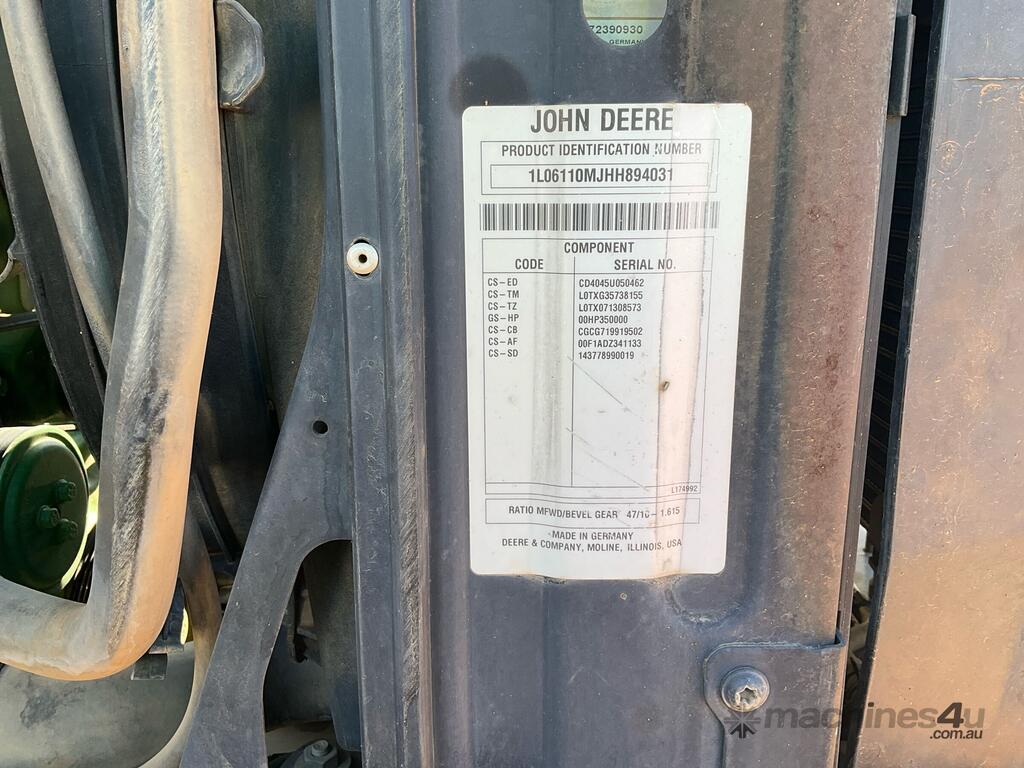 72390930
GERMANY
JOHN DEERE
PRODUCT IDENTIFICATION NUMBER
1L06110MJHH894031
COMPONENT
CODE SERIAL NO.
CS-ED CD4045U050462
CS-TM L0TXG35738155
CS-TZ L0TX071308573
GS-HP 00HP350000
CS-CB CGCG719919502
CS-AF 00F1ADZ341133
CS-SD 143778990019
L174992
RATIO MFWD/BEVEL GEAR 47/10- 1.615
MADE IN GERMANY
DEERE & COMPANY, MOLINE, ILLINOIS, USA
machines4u
.com.au